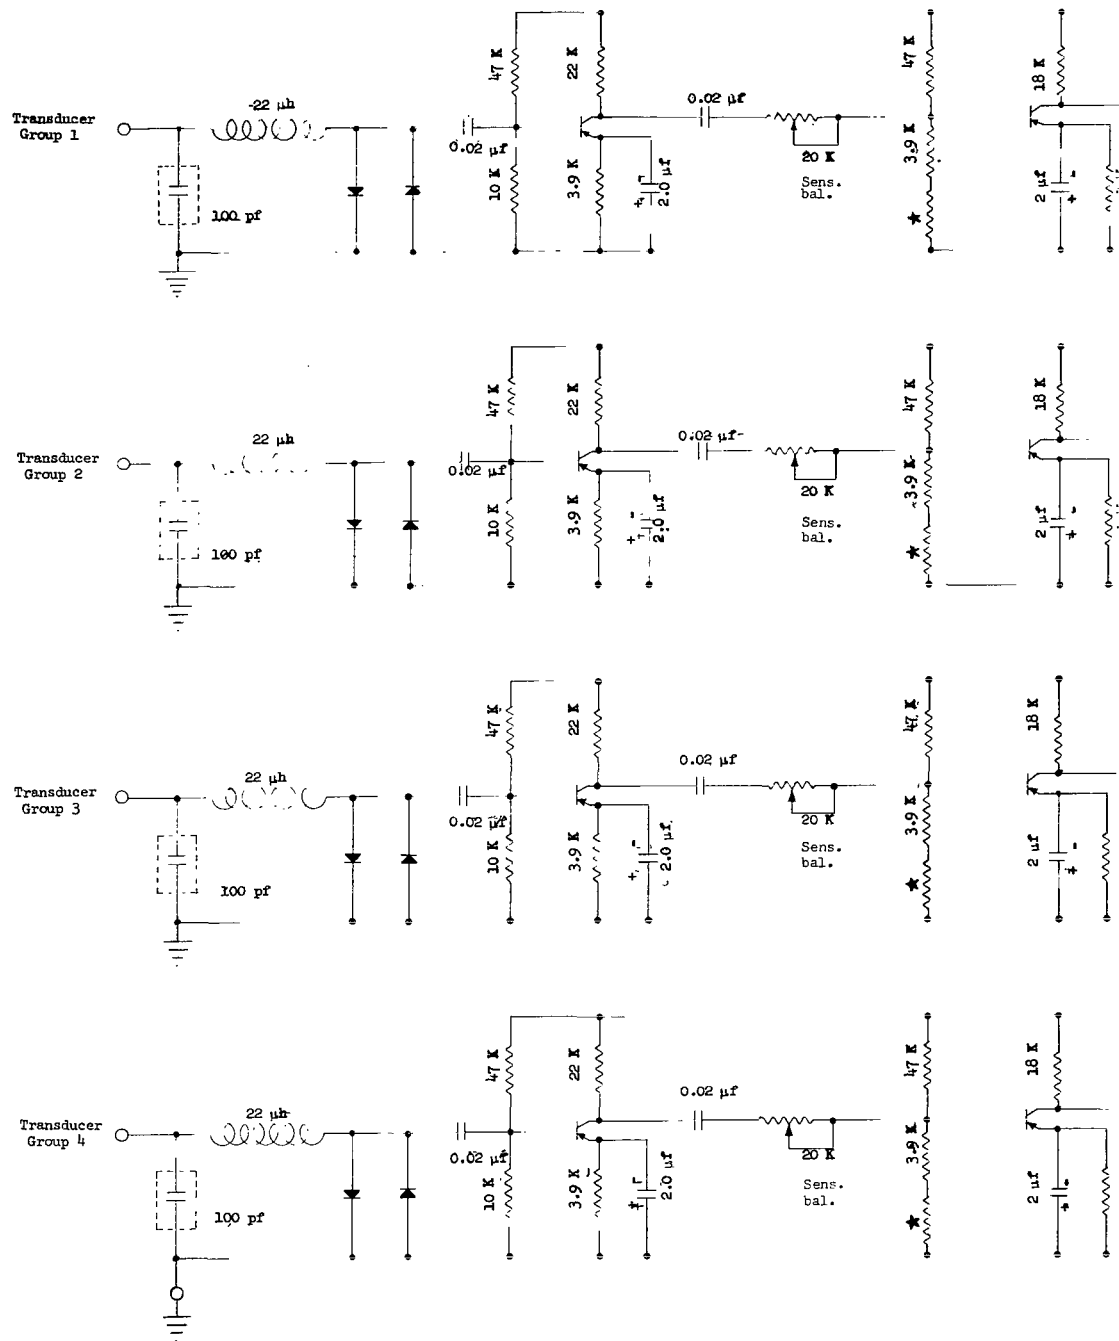 47 K
22 K
0.02 µf
47 K
18 K
Transducer
Group 1
22 µh
0.02 µf
10 K
3.9 K
2.0 µf
20 K
Sens.
bal.
3.9 K
★
2 µf
100 pf
47 K
22 K
0.02 µf
47 K
18 K
Transducer
Group 2
22 µh
0.02 µf
10 K
3.9 K
2.0 µf
20 K
Sens.
bal.
3.9 K
★
2 µf
100 pf
47 K
22 K
0.02 µf
47 K
18 K
Transducer
Group 3
22 µh
0.02 µf
10 K
3.9 K
2.0 µf
20 K
Sens.
bal.
3.9 K
★
2 µf
100 pf
47 K
22 K
0.02 µf
47 K
18 K
Transducer
Group 4
22 µh
0.02 µf
10 K
3.9 K
2.0 µf
20 K
Sens.
bal.
3.9 K
★
2 µf
100 pf